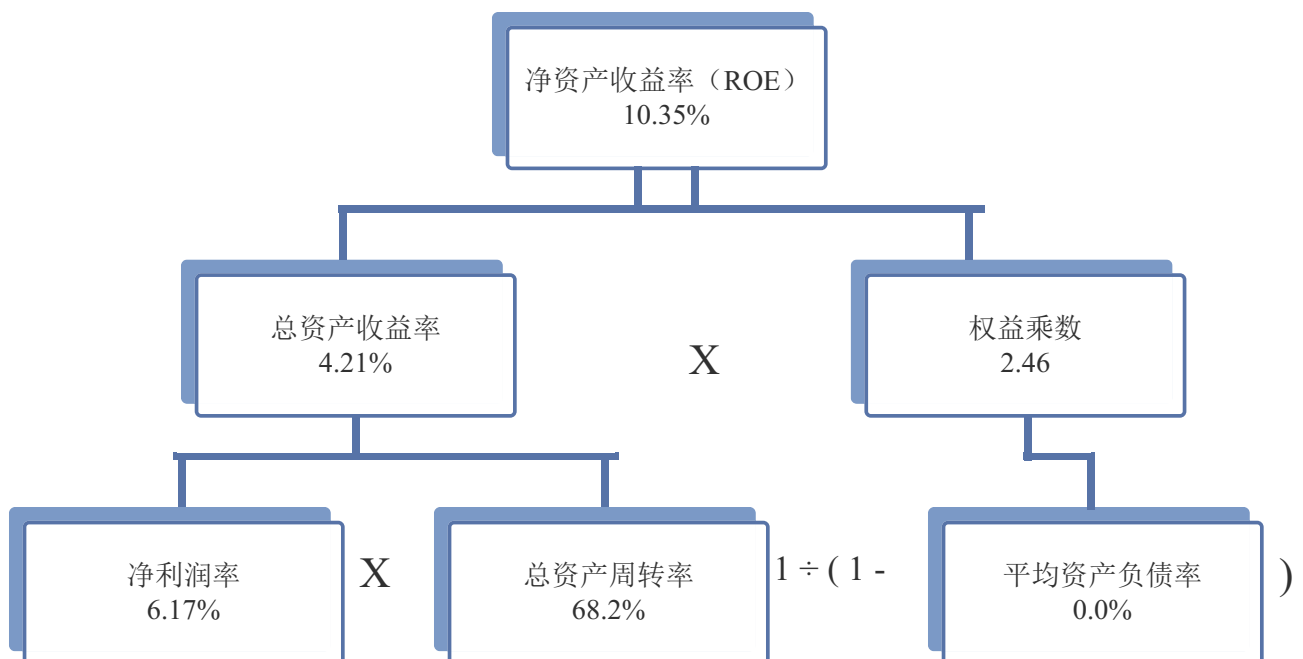 净资产收益率（ROE）
10.35%
总资产收益率
4.21%
X
权益乘数
2.46
净利润率
6.17%
X
总资产周转率
68.2%
1 ÷ ( 1 -
平均资产负债率
0.0%
)